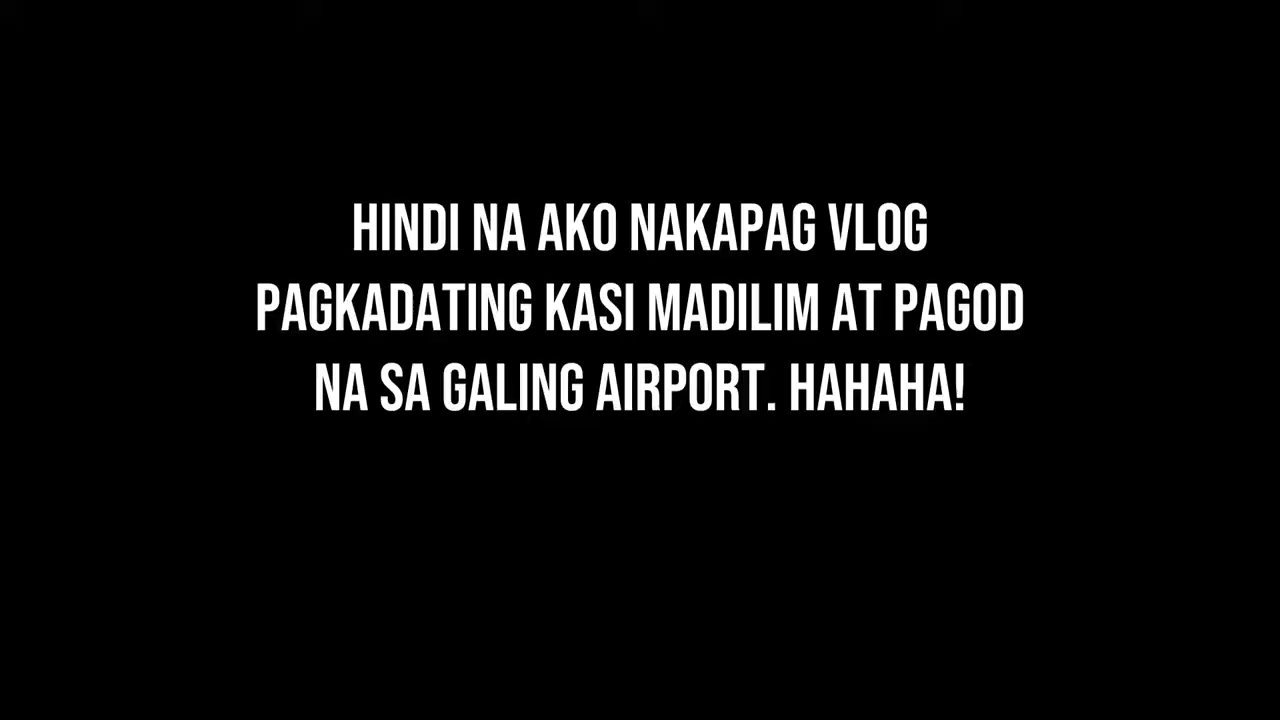 HINDI NA AKO NAKAPAG VLOG
PAGKADATING KASI MADILIM AT PAGOD
NA SA GALING AIRPORT. HAHAHA!